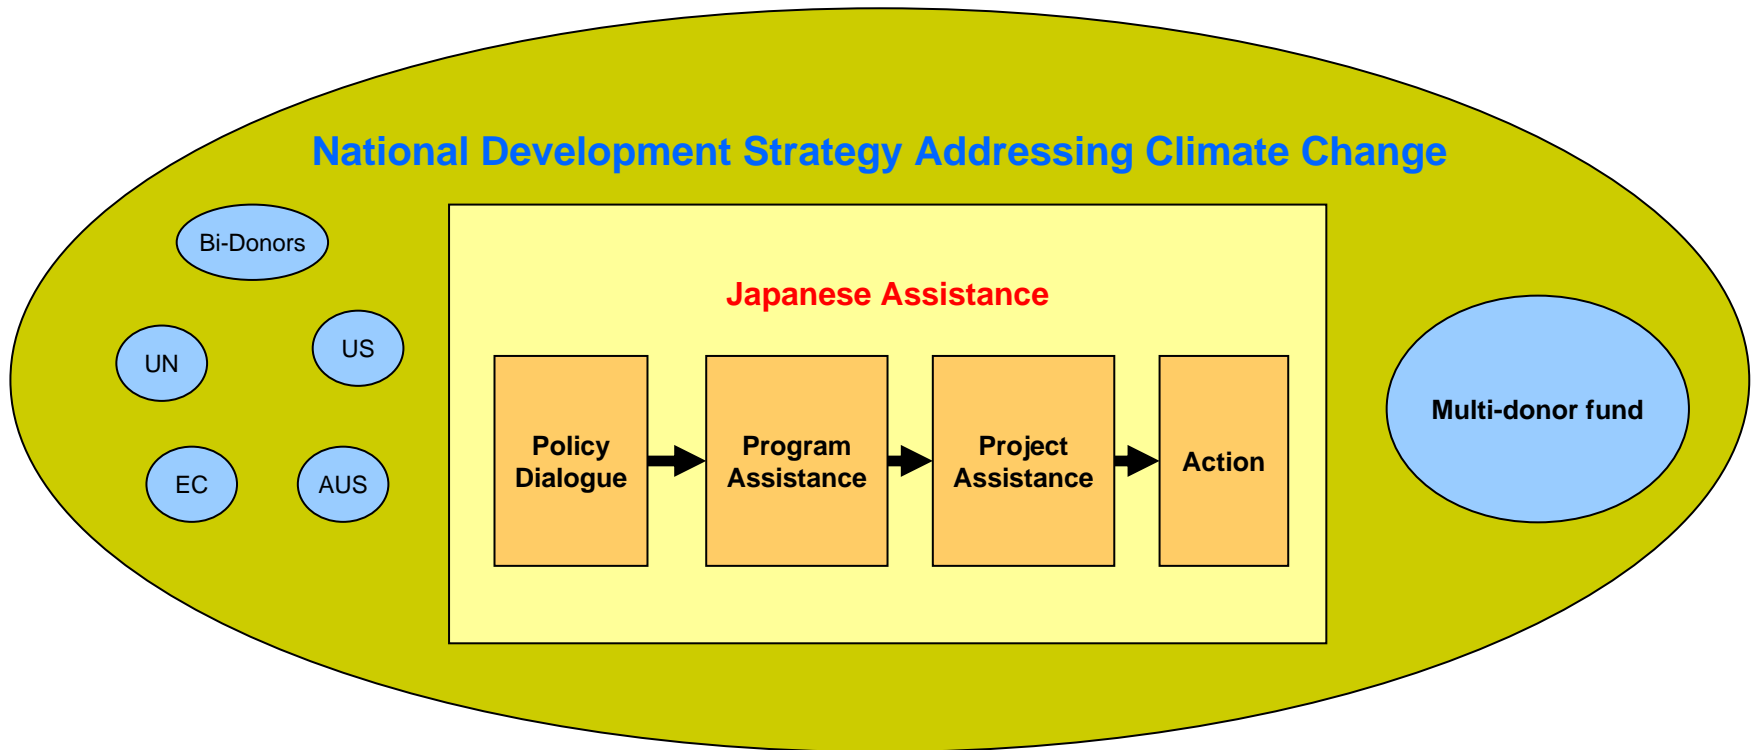 National Development Strategy Addressing Climate Change
Bi-Donors
UN
US
EC
AUS
Japanese Assistance
Policy
Dialogue
Program
Assistance
Project
Assistance
Action
Multi-donor fund